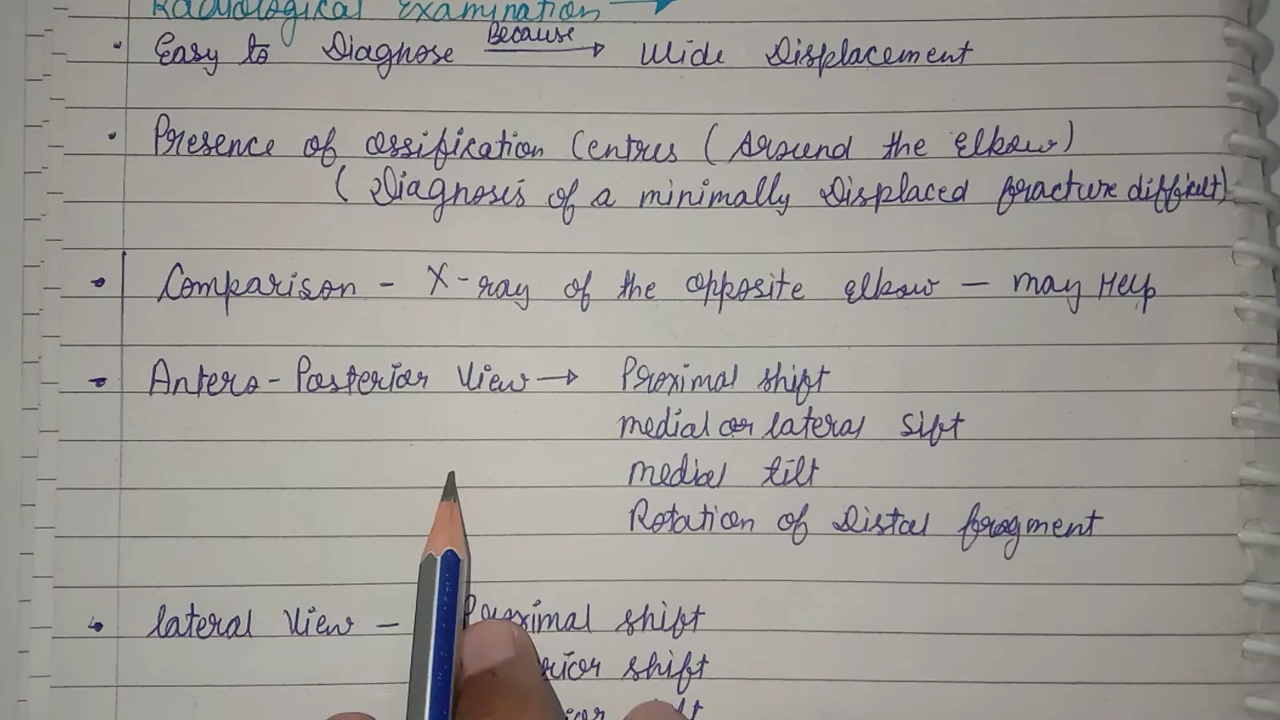 Radiological Examination →
• Easy to Diagnose Because → Wide Displacement
• Presence of ossification Centres (Around the Elbow)
(Diagnosis of a minimally Displaced fracture difficult)
Comparison - X-ray of the opposite elbow - may Help
Antero-Posterior View → Proximal shift
medial or lateral sift
medial tilt
Rotation of Distal fragment
lateral View - Proximal shift
shift